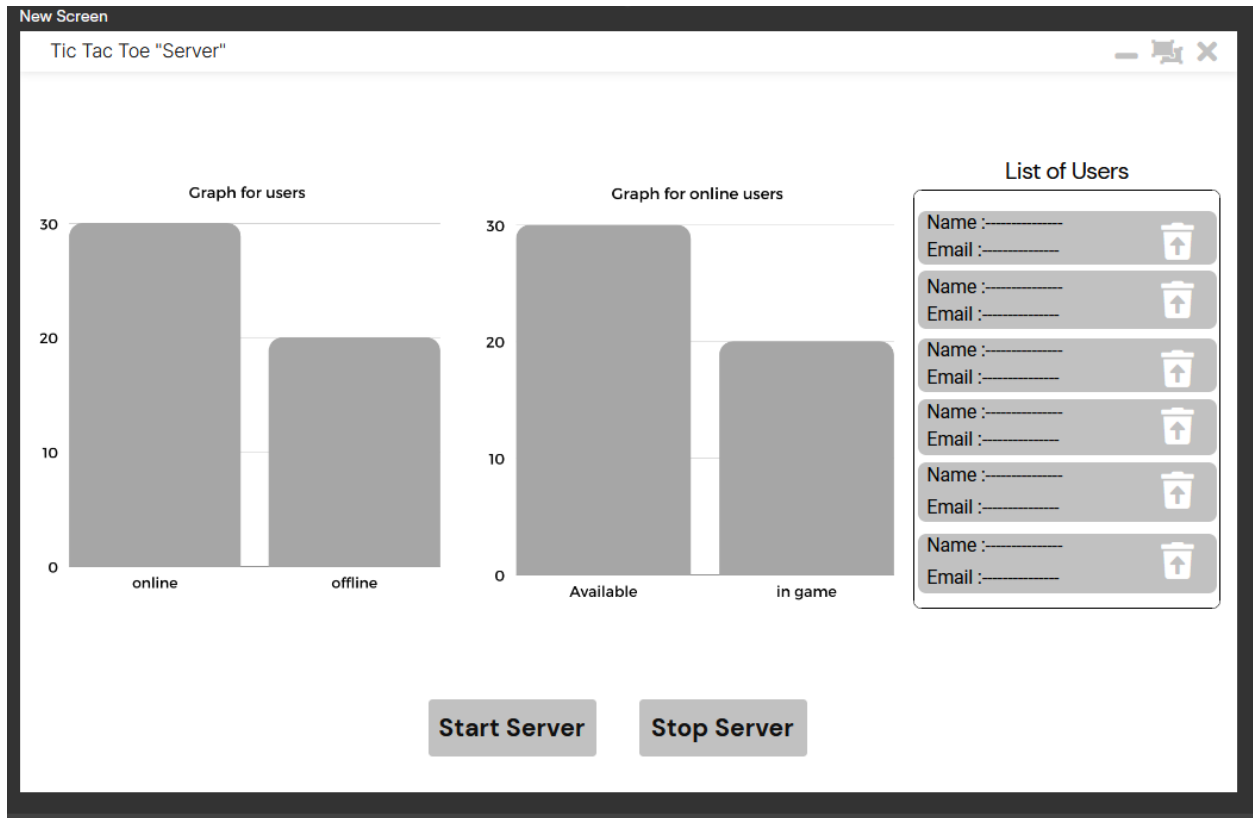 New Screen
Tic Tac Toe "Server"
Graph for users
30
20
10
0
online offline
Graph for online users
30
20
10
0
Available in game
List of Users
Name :---------------
Email :---------------
Name :---------------
Email :---------------
Name :---------------
Email :---------------
Name :---------------
Email :---------------
Name :---------------
Email :---------------
Name :---------------
Email :---------------
Start Server Stop Server